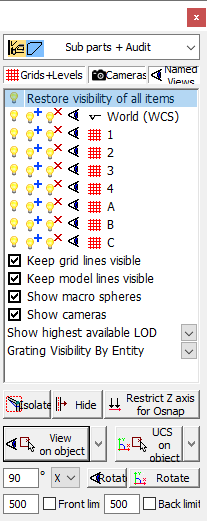 x
Sub parts + Audit
Grids+Levels
Cameras
Named
Views
Restore visibility of all items
World (WCS)
1
2
3
4
A
B
C
Keep grid lines visible
Keep model lines visible
Show macro spheres
Show cameras
Show highest available LOD
Grating Visibility By Entity
Isolate
Hide
Restrict Z axis
for Osnap
View
on object
UCS
on
object
90 °
X
Rotat
Rotate
500
Front lim
500
Back limit